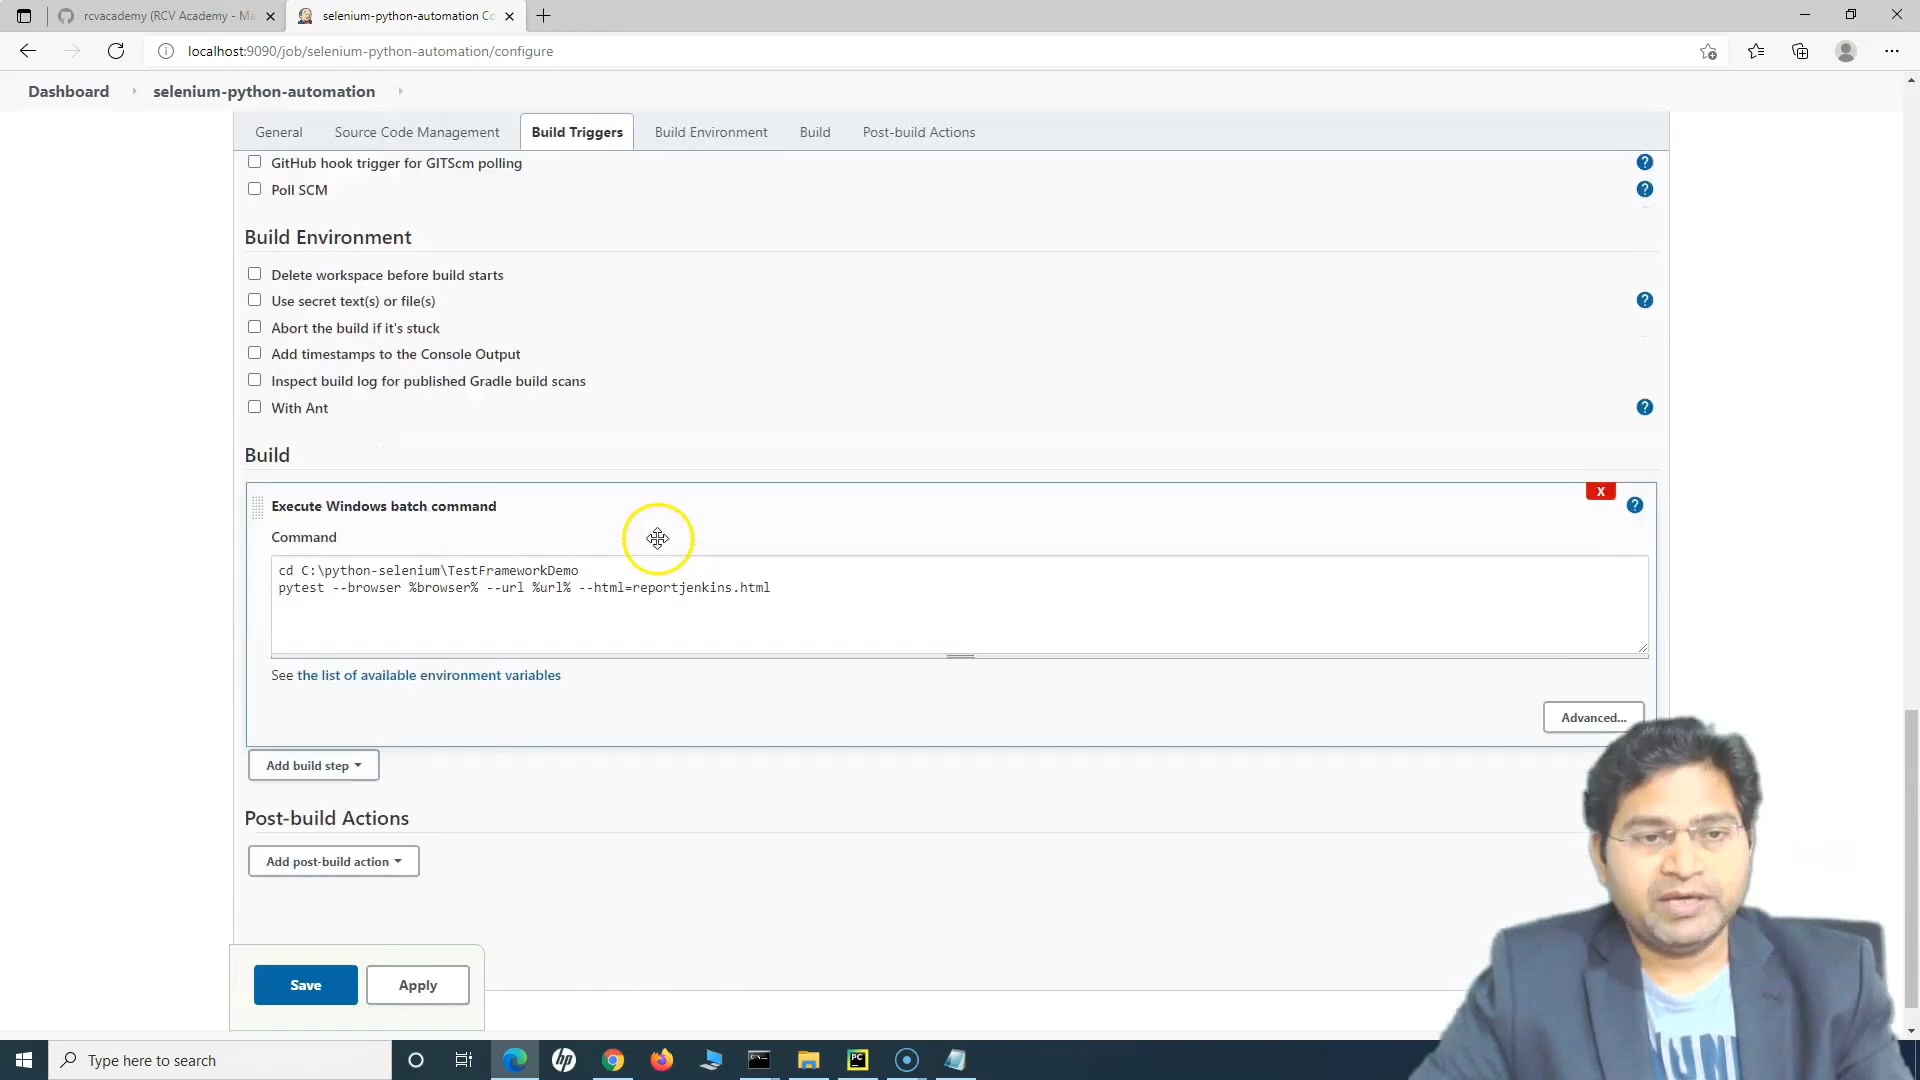 rcvacademy (RCV Academy - Ma
selenium-python-automation Co
localhost:9090/job/selenium-python-automation/configure
Dashboard
selenium-python-automation
General
Source Code Management
Build Triggers
Build Environment
Build
Post-build Actions
GitHub hook trigger for GITScm polling
?
Poll SCM
?
Build Environment
Delete workspace before build starts
Use secret text(s) or file(s)
?
Abort the build if it's stuck
Add timestamps to the Console Output
Inspect build log for published Gradle build scans
With Ant
?
Build
X
Execute Windows batch command
?
Command
cd C:\python-selenium\TestFrameworkDemo
pytest --browser %browser% --url %url% --html=reportjenkins.html
See the list of available environment variables
Advanced...
Add build step
Post-build Actions
Add post-build action
Save
Apply
Type here to search
hp
PC